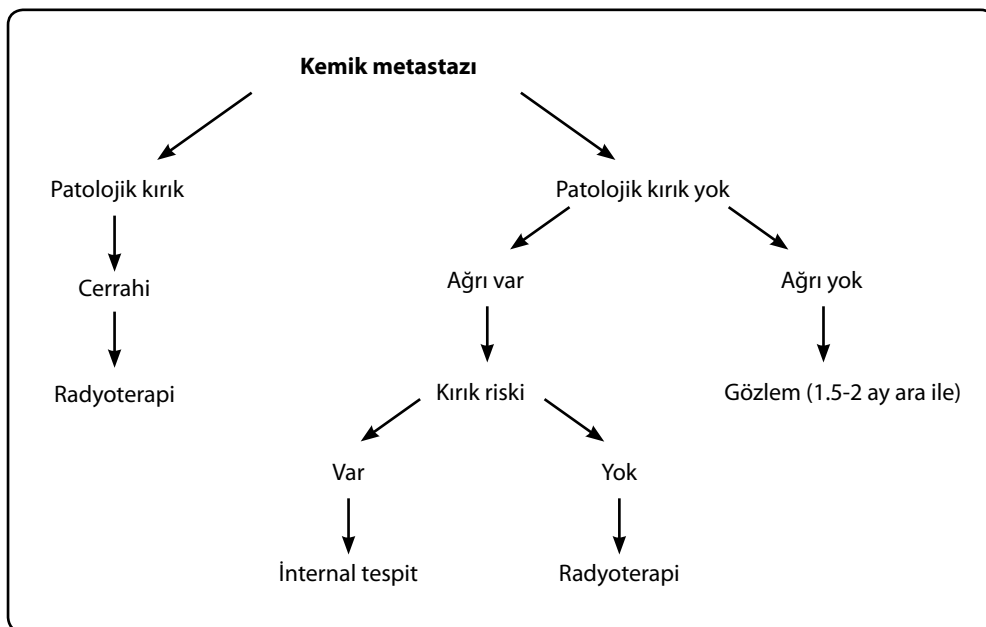 Kemik metastazı
Patolojik kırık
Patolojik kırık yok
Cerrahi
Ağrı var
Ağrı yok
Radyoterapi
Kırık riski
Gözlem (1.5-2 ay ara ile)
Var
Yok
İnternal tespit
Radyoterapi